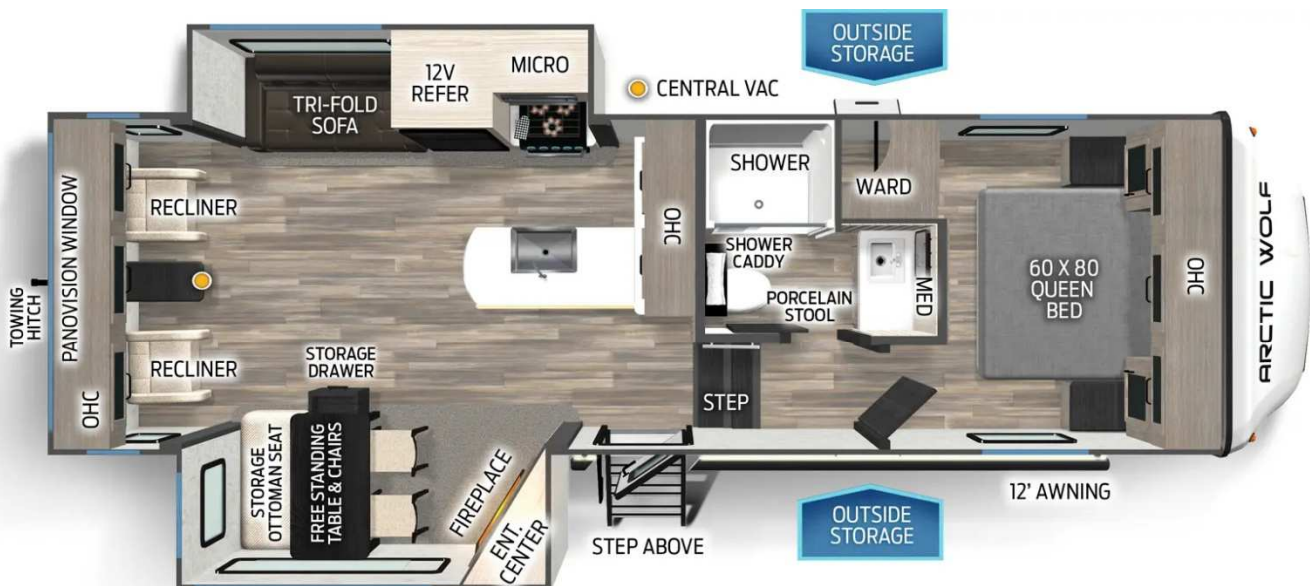 OUTSIDE
STORAGE
12V
REFER
MICRO
CENTRAL VAC
TRI-FOLD
SOFA
SHOWER
WARD
RECLINER
PANOVISION WINDOW
TOWING
HITCH
OHC
SHOWER
CADDY
PORCELAIN
STOOL
MED
60 X 80
QUEEN
BED
OHC
ARCTIC WOLF
RECLINER
STORAGE
DRAWER
OHC
STEP
STORAGE
OTTOMAN SEAT
FREE STANDING
TABLE & CHAIRS
FIREPLACE
ENT.
CENTER
STEP ABOVE
12' AWNING
OUTSIDE
STORAGE